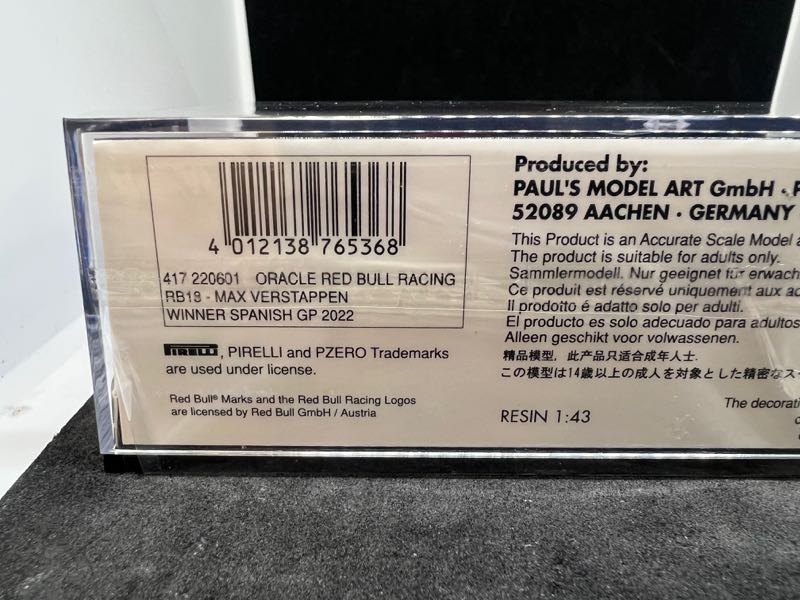 4 012138 765368
417 220601 ORACLE RED BULL RACING
RB18 - MAX VERSTAPPEN
WINNER SPANISH GP 2022
PIRELLI, PIRELLI and PZERO Trademarks
are used under license.
Red Bull® Marks and the Red Bull Racing Logos
are licensed by Red Bull GmbH / Austria
Produced by:
PAUL'S MODEL ART GmbH ·
52089 AACHEN · GERMANY
This Product is an Accurate Scale Model
The product is suitable for adults only.
Sammlermodell. Nur geeignet für
Ce produit est réservé uniquement aux
Il prodotto é adatto solo per adulti.
El producto es solo adecuado para adultos
Alleen geschikt voor volwassenen.
精品模型，此产品只适合成年人士.
この模型は14歳以上の成人を対象とした精密なス
RESIN 1:43
The